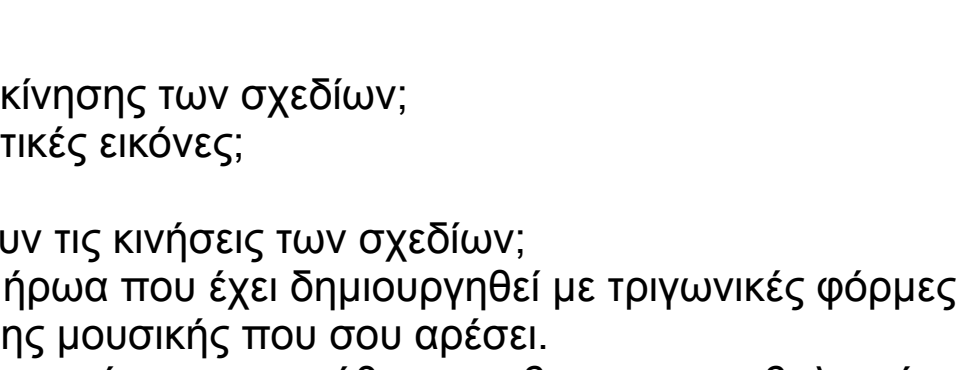 κίνησης των σχεδίων;
τικές εικόνες;
υν τις κινήσεις των σχεδίων;
ήρωα που έχει δημιουργηθεί με τριγωνικές φόρμες
ης μουσικής που σου αρέσει.